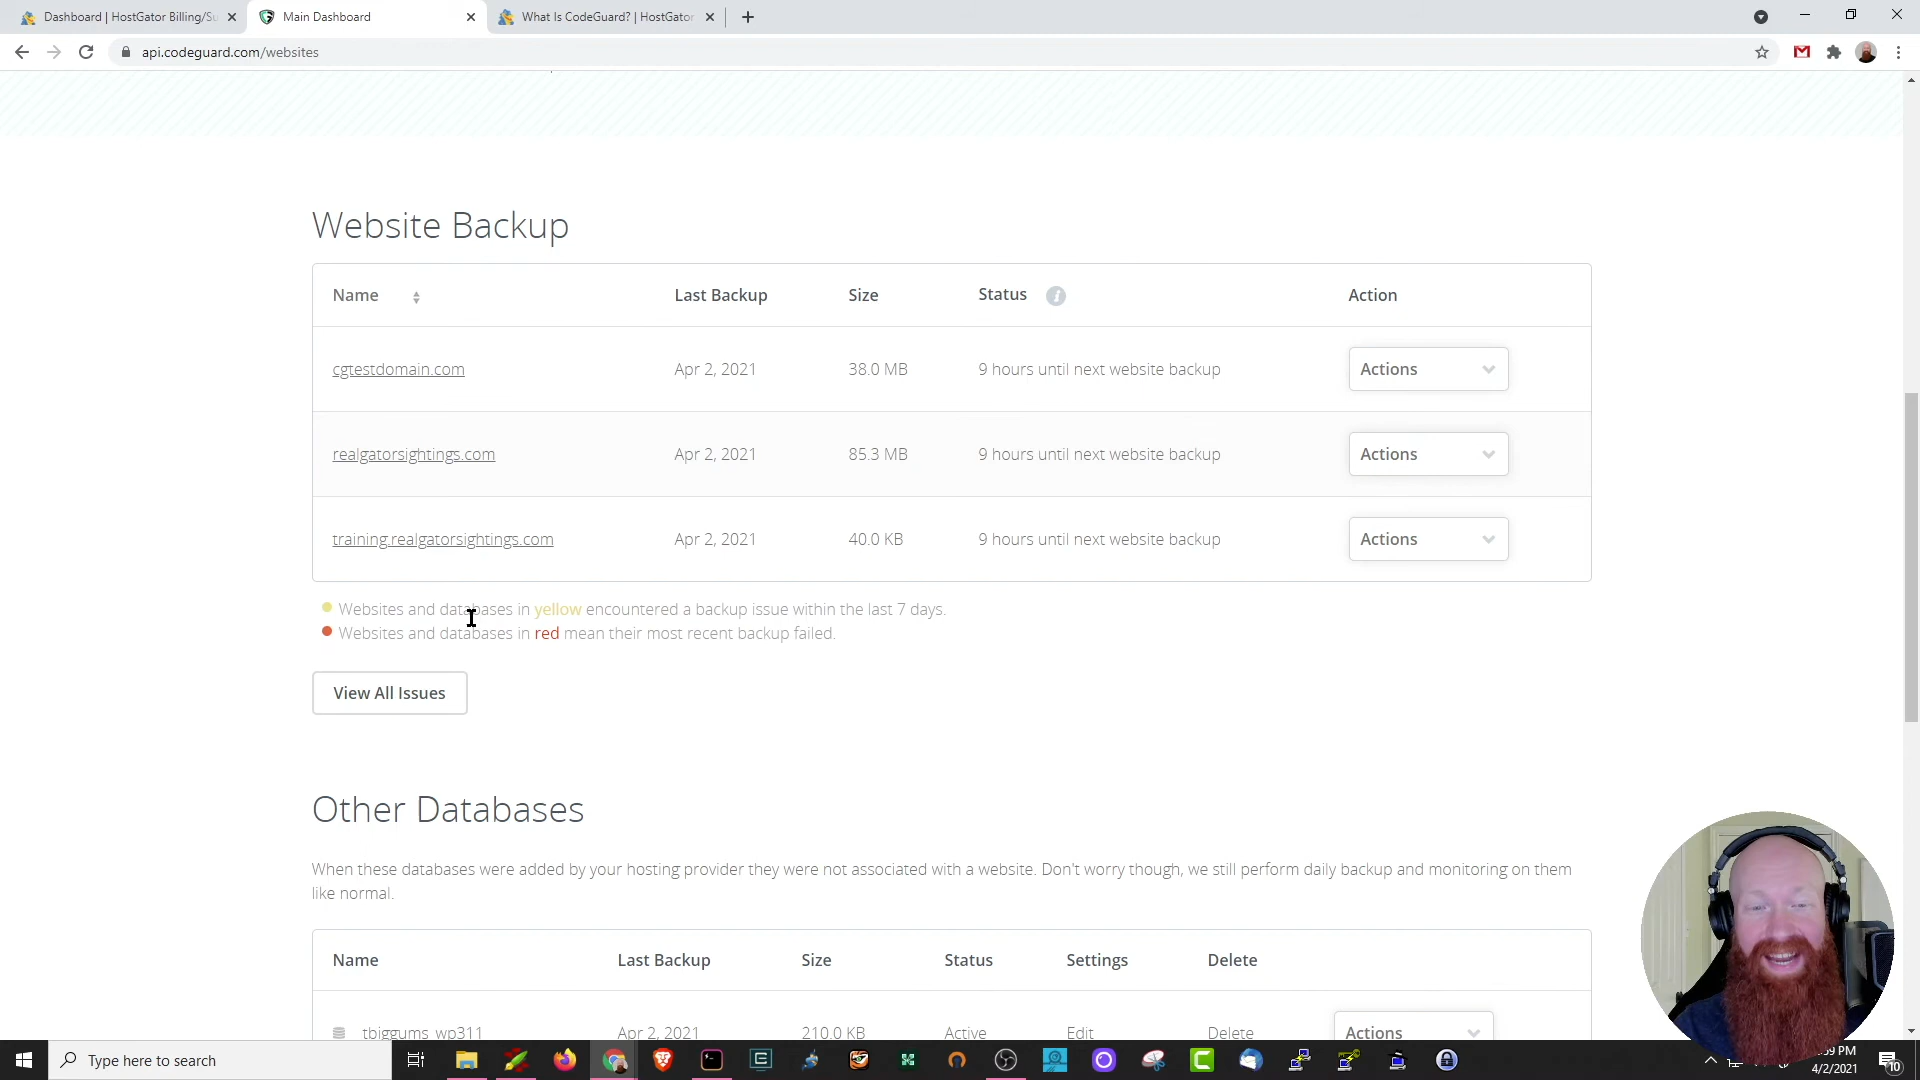 Dashboard | HostGator Billing/Su
Main Dashboard
What Is CodeGuard? | HostGator
api.codeguard.com/websites
Website Backup
Name Last Backup Size Status Action
cgtestdomain.com Apr 2, 2021 38.0 MB 9 hours until next website backup Actions
realgatorsightings.com Apr 2, 2021 85.3 MB 9 hours until next website backup Actions
training.realgatorsightings.com Apr 2, 2021 40.0 KB 9 hours until next website backup Actions
Websites and databases in yellow encountered a backup issue within the last 7 days.
Websites and databases in red mean their most recent backup failed.
View All Issues
Other Databases
When these databases were added by your hosting provider they were not associated with a website. Don't worry though, we still perform daily backup and monitoring on them
like normal.
Name Last Backup Size Status Settings Delete
tbiggums_wp311 Apr 2, 2021 210.0 KB Active Edit Delete Actions
Type here to search
:59 PM
4/2/2021
10